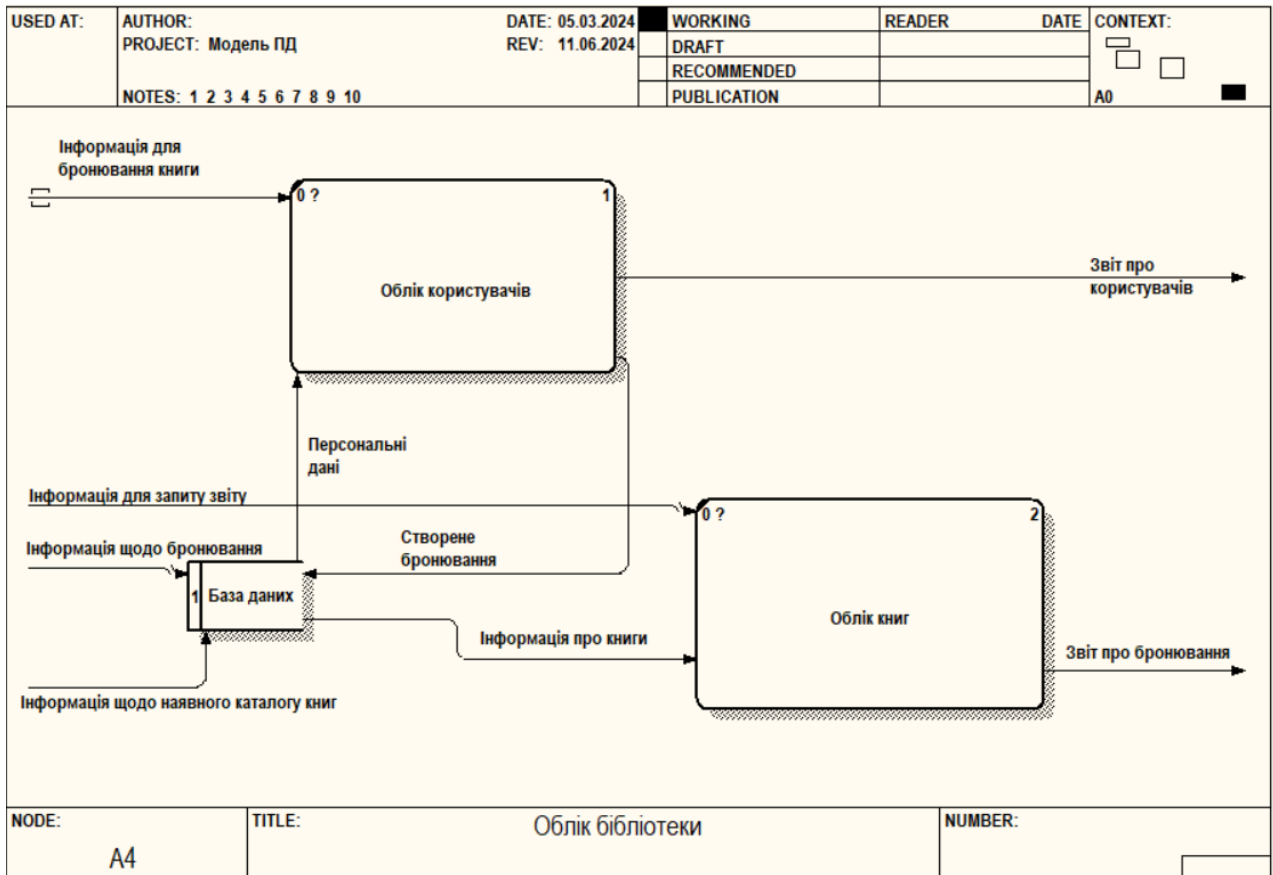 USED AT:
AUTHOR:
DATE: 05.03.2024
PROJECT: Модель ПД
REV: 11.06.2024
NOTES: 1 2 3 4 5 6 7 8 9 10
WORKING
DRAFT
RECOMMENDED
PUBLICATION
READER
DATE
CONTEXT:
A0
Інформація для
бронювання книги
0 ?
1
Облік користувачів
Звіт про
користувачів
Персональні
дані
Інформація для запиту звіту
0 ?
2
Створене
бронювання
Інформація щодо бронювання
1
База даних
Облік книг
Інформація про книги
Звіт про бронювання
Інформація щодо наявного каталогу книг
NODE:
A4
TITLE:
Облік бібліотеки
NUMBER: